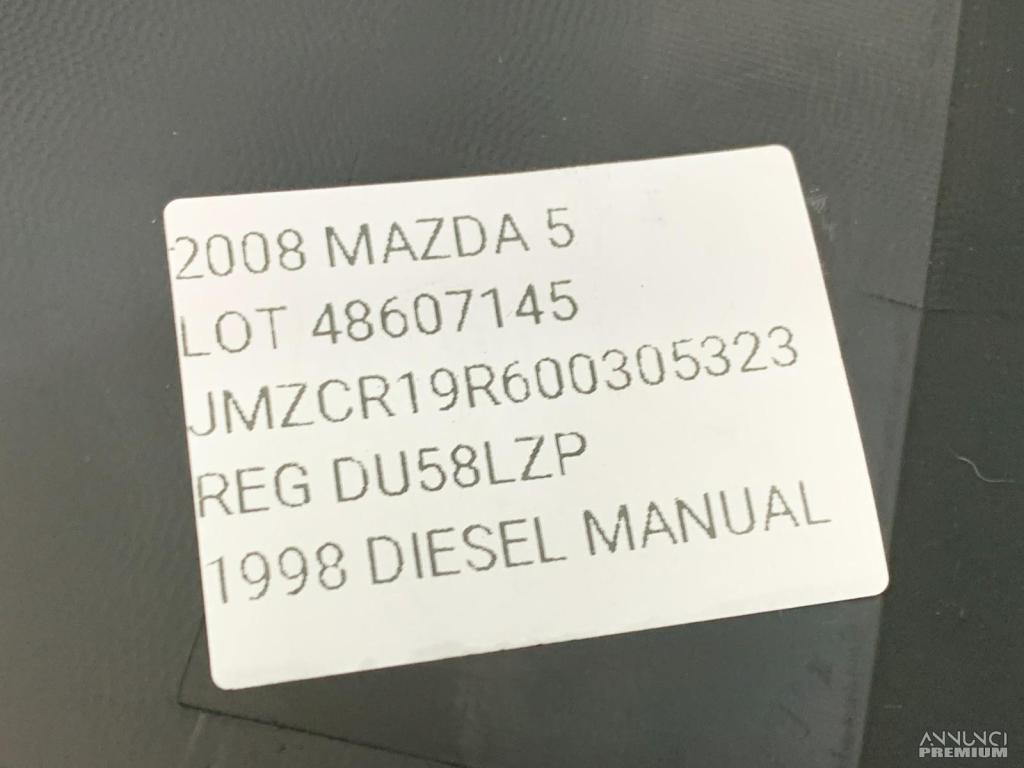 2008 MAZDA 5
LOT 48607145
JMZCR19R600305323
REG DU58LZP
1998 DIESEL MANUAL
ANNUNCI
PREMIUM